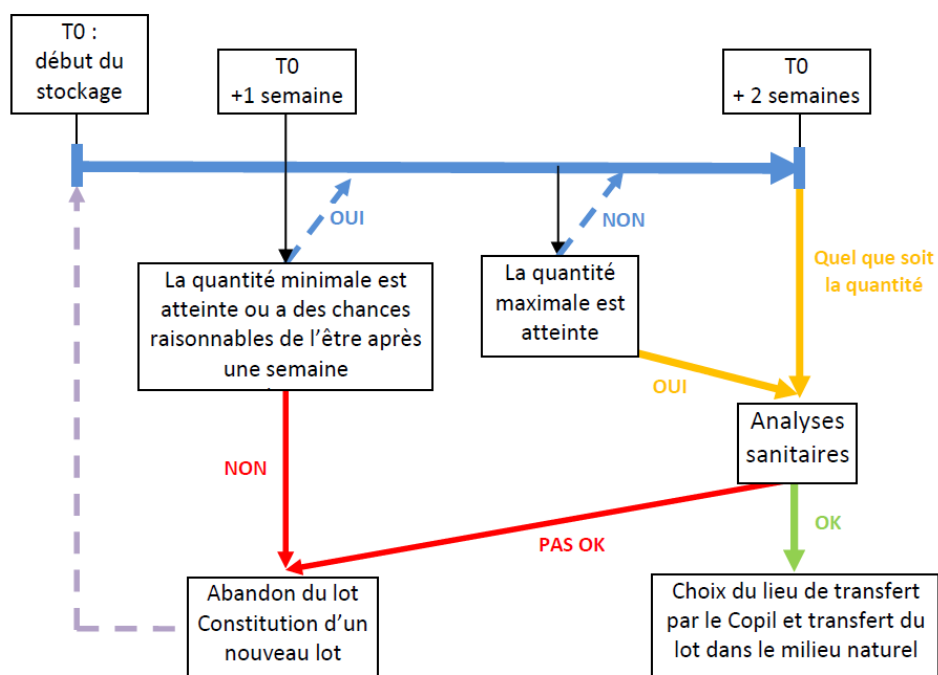 T0 :
début du
stockage
T0
+1 semaine
T0
+ 2 semaines
OUI
NON
Quel que soit
la quantité
La quantité minimale est
atteinte ou a des chances
raisonnables de l'être après
une semaine
La quantité
maximale est
atteinte
OUI
Analyses
sanitaires
NON
PAS OK
OK
Abandon du lot
Constitution d'un
nouveau lot
Choix du lieu de transfert
par le Copil et transfert du
lot dans le milieu naturel